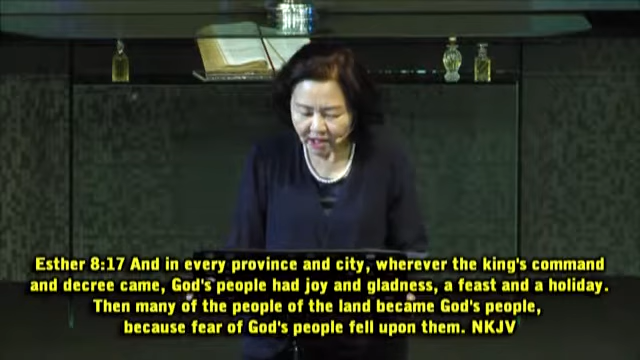 Esther 8:17 And in every province and city, wherever the king's command
and decree came, God's people had joy and gladness, a feast and a holiday.
Then many of the people of the land became God's people,
because fear of God's people fell upon them. NKJV